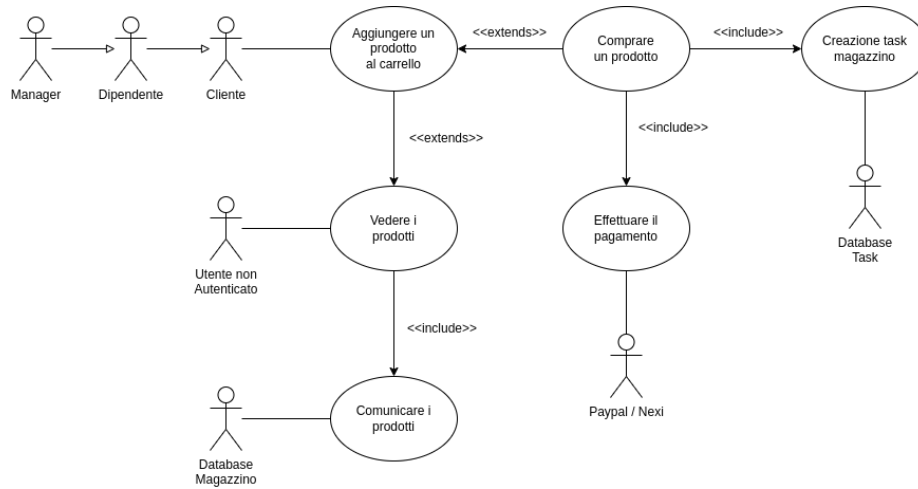 Aggiungere un
prodotto
al carrello
<<extends>>
Comprare
un prodotto
<<include>>
Creazione task
magazzino
Manager
Dipendente
Cliente
<<extends>>
<<include>>
Vedere i
prodotti
Effettuare il
pagamento
Database
Task
Utente non
Autenticato
<<include>>
Comunicare i
prodotti
Paypal / Nexi
Database
Magazzino